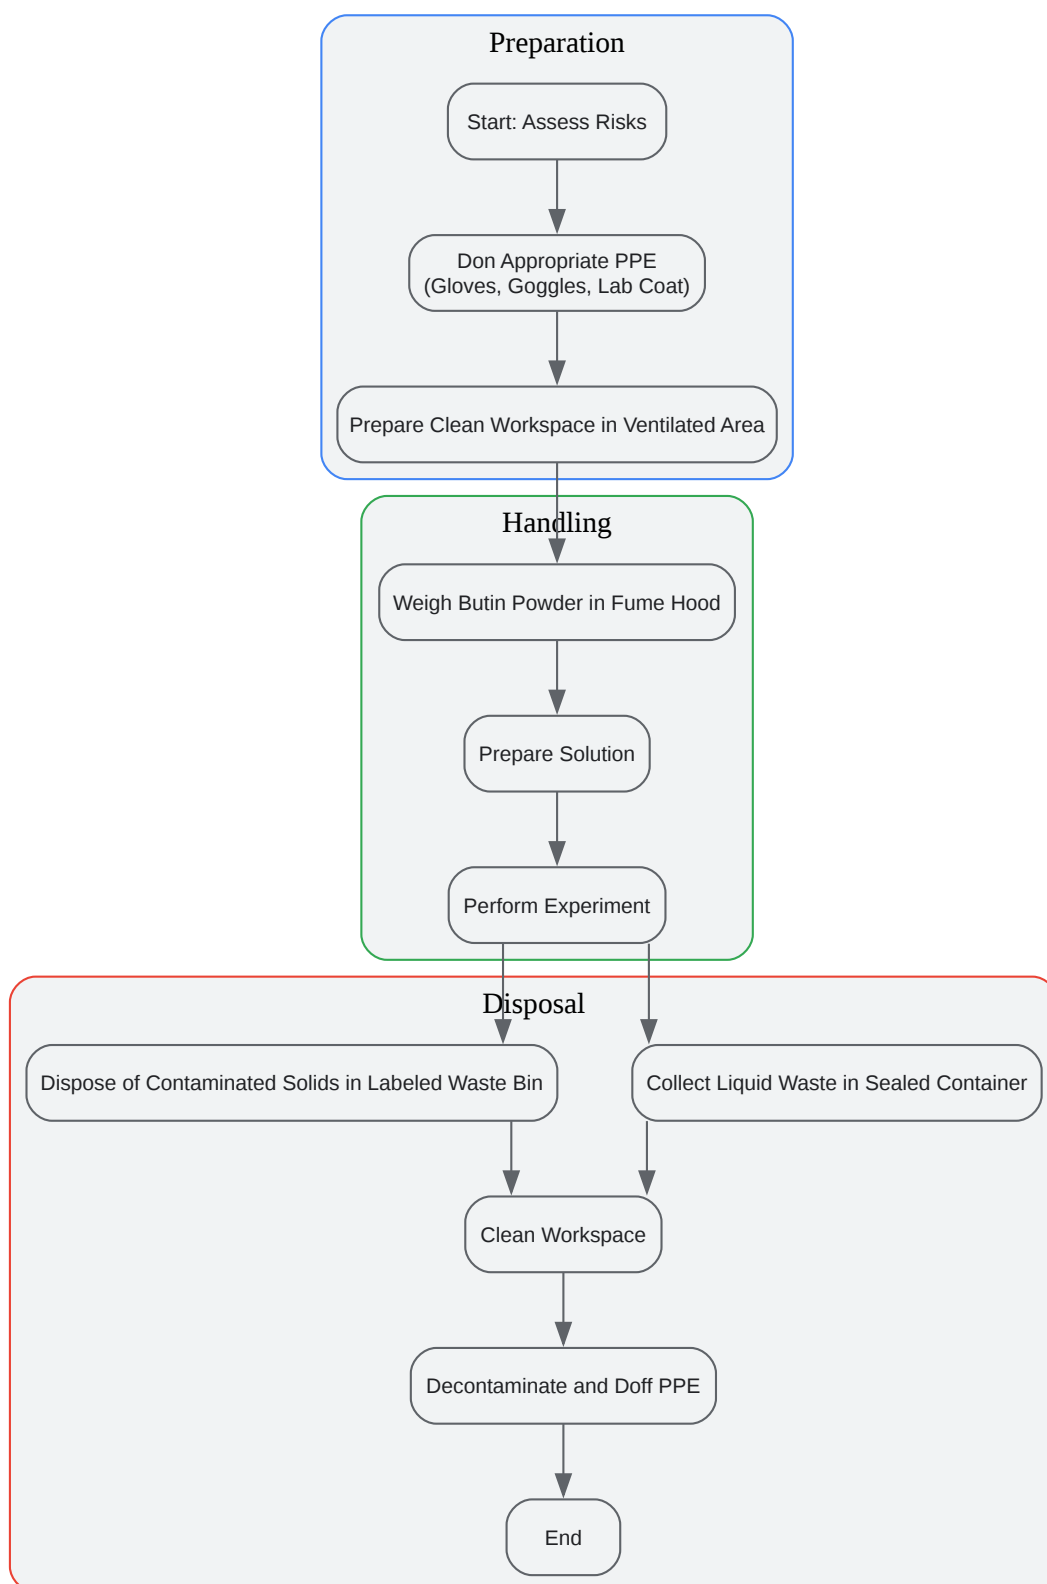 Preparation
Start: Assess Risks
Don Appropriate PPE
(Gloves, Goggles, Lab Coat)
Prepare Clean Workspace in Ventilated Area
Handling
Weigh Butin Powder in Fume Hood
Prepare Solution
Perform Experiment
Disposal
Dispose of Contaminated Solids in Labeled Waste Bin
Collect Liquid Waste in Sealed Container
Clean Workspace
Decontaminate and Doff PPE
End